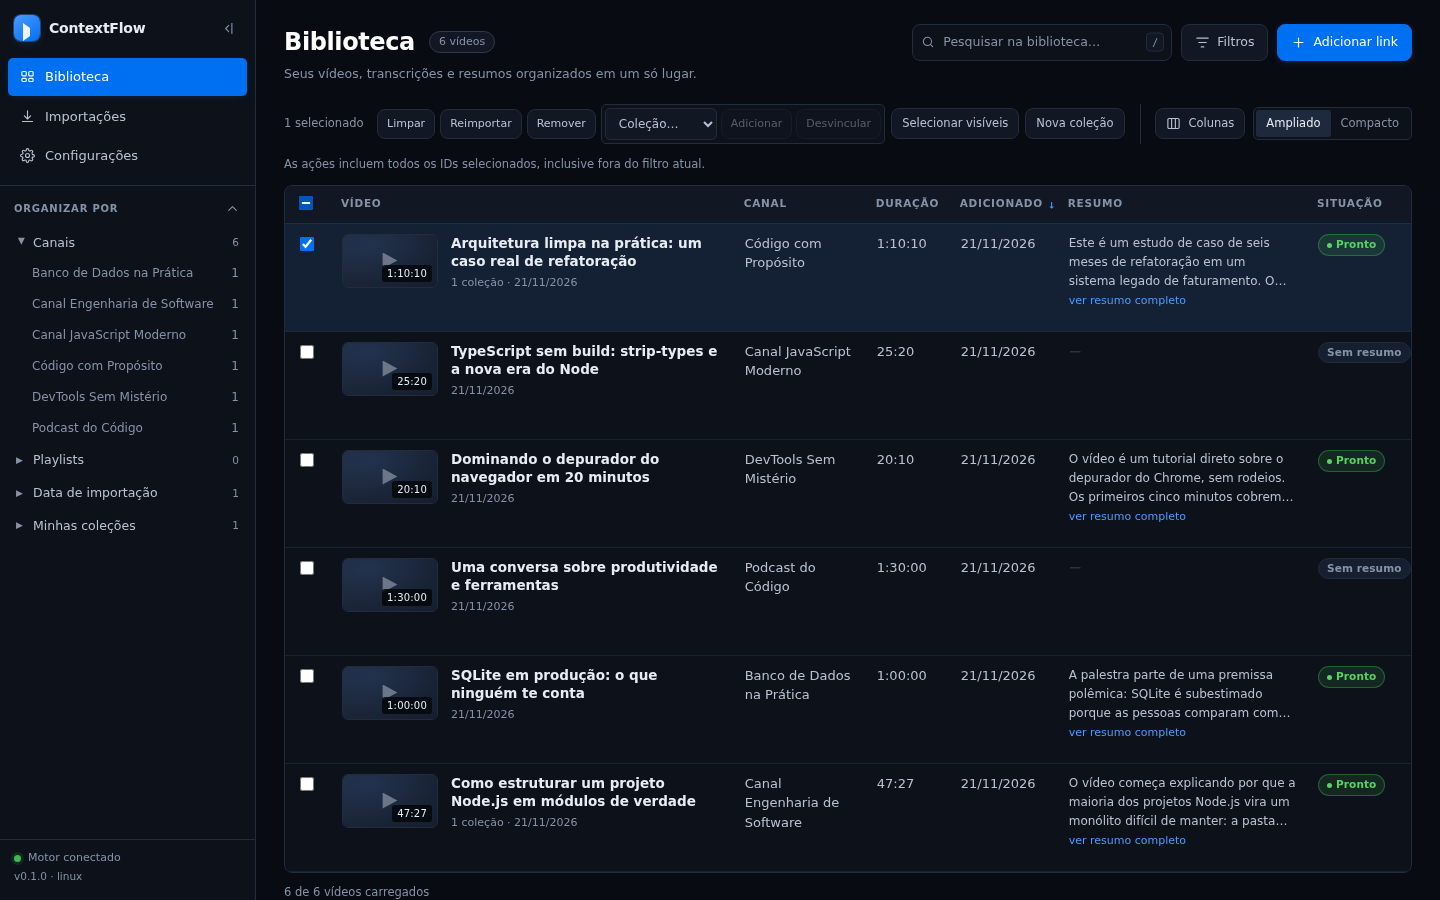 ContextFlow
Biblioteca
Importações
Configurações
ORGANIZAR POR
Canais 6
Banco de Dados na Prática 1
Canal Engenharia de Software 1
Canal JavaScript Moderno 1
Código com Propósito 1
DevTools Sem Mistério 1
Podcast do Código 1
Playlists 0
Data de importação 1
Minhas coleções 1
Motor conectado
v0.1.0 · linux
Biblioteca 6 vídeos
Pesquisar na biblioteca… /
Filtros
Adicionar link
Seus vídeos, transcrições e resumos organizados em um só lugar.
1 selecionado Limpar Reimportar Remover Coleção… Adicionar Desvincular Selecionar visíveis Nova coleção Colunas Ampliado Compacto
As ações incluem todos os IDs selecionados, inclusive fora do filtro atual.
VÍDEO CANAL DURAÇÃO ADICIONADO ↓ RESUMO SITUAÇÃO
1:10:10
Arquitetura limpa na prática: um
caso real de refatoração
1 coleção · 21/11/2026
Código com
Propósito
1:10:10
21/11/2026
Este é um estudo de caso de seis
meses de refatoração em um
sistema legado de faturamento. O…
ver resumo completo
Pronto
25:20
TypeScript sem build: strip-types e
a nova era do Node
21/11/2026
Canal JavaScript
Moderno
25:20
21/11/2026
—
Sem resumo
20:10
Dominando o depurador do
navegador em 20 minutos
21/11/2026
DevTools Sem
Mistério
20:10
21/11/2026
O vídeo é um tutorial direto sobre o
depurador do Chrome, sem rodeios.
Os primeiros cinco minutos cobrem…
ver resumo completo
Pronto
1:30:00
Uma conversa sobre produtividade
e ferramentas
21/11/2026
Podcast do
Código
1:30:00
21/11/2026
—
Sem resumo
1:00:00
SQLite em produção: o que
ninguém te conta
21/11/2026
Banco de Dados
na Prática
1:00:00
21/11/2026
A palestra parte de uma premissa
polêmica: SQLite é subestimado
porque as pessoas comparam com…
ver resumo completo
Pronto
47:27
Como estruturar um projeto
Node.js em módulos de verdade
1 coleção · 21/11/2026
Canal
Engenharia de
Software
47:27
21/11/2026
O vídeo começa explicando por que a
maioria dos projetos Node.js vira um
monólito difícil de manter: a pasta…
ver resumo completo
Pronto
6 de 6 vídeos carregados